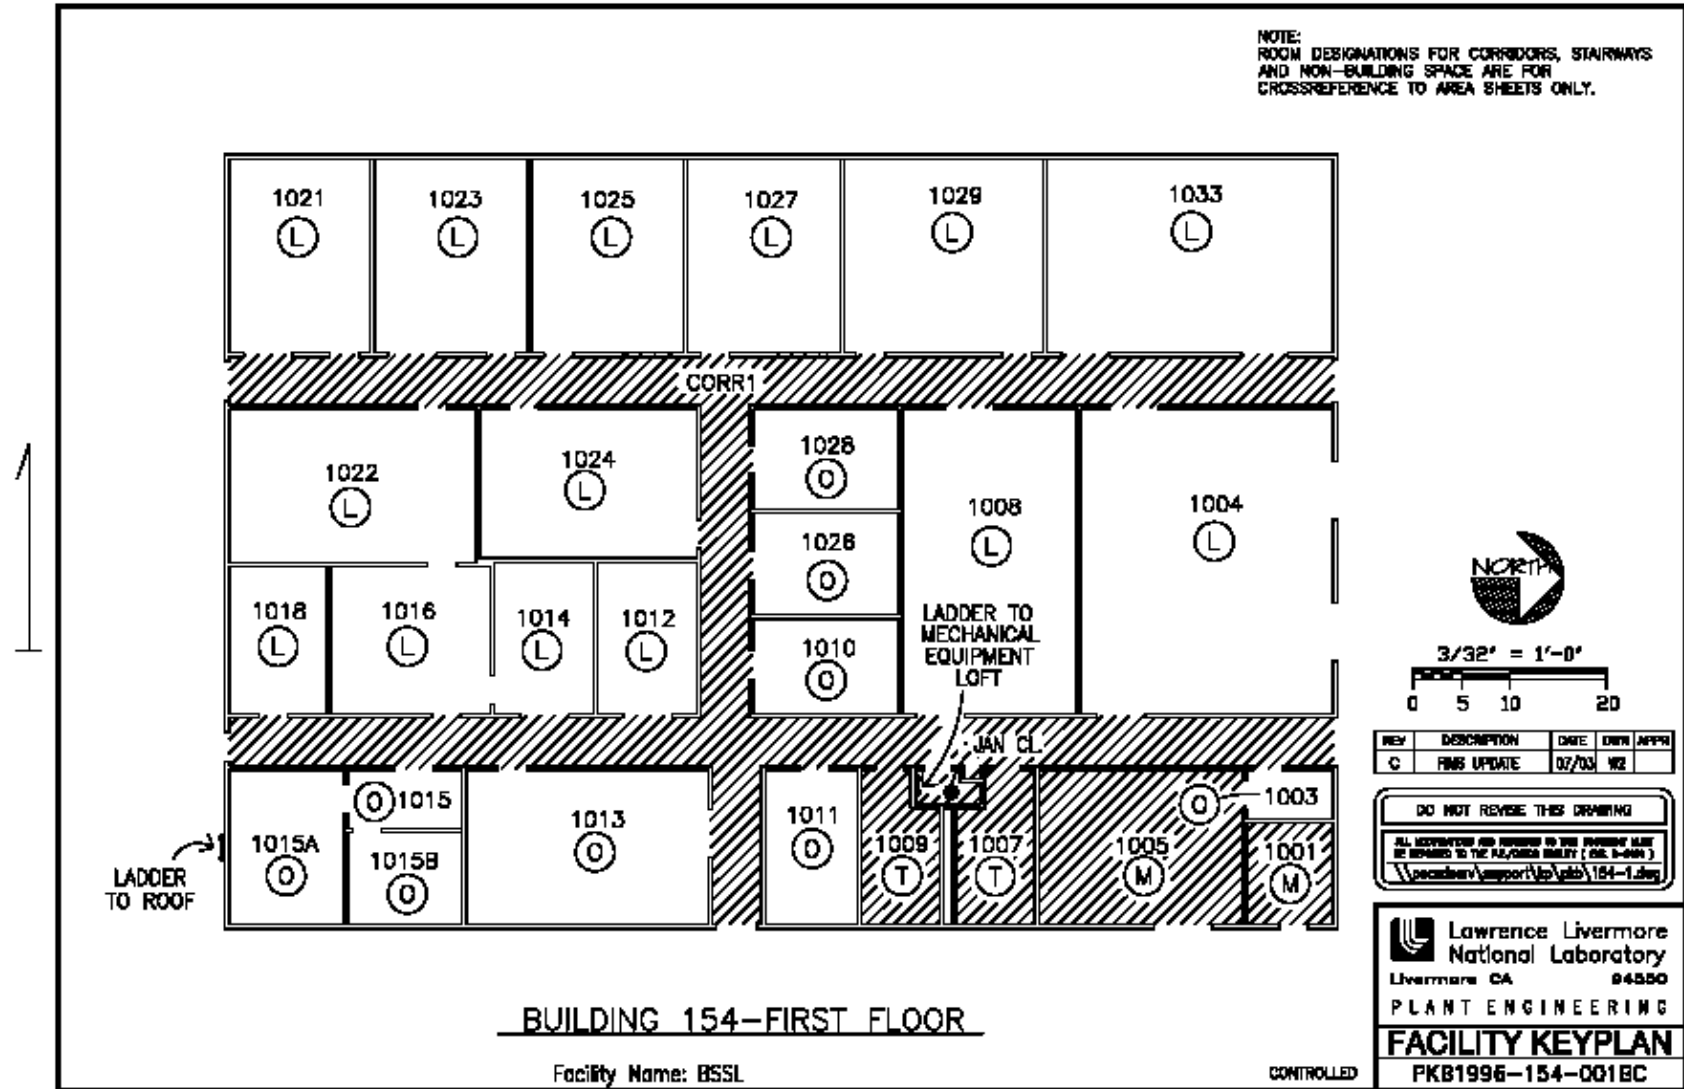 NOTE:
ROOM DESIGNATIONS FOR CORRIDORS, STAIRWAYS
AND NON-BUILDING SPACE ARE FOR
CROSSREFERENCE TO AREA SHEETS ONLY.
1021 1023 1025 1027 1029 1033
L L L L L L
CORR1
1022 1024 1028 1008 1004
L L O L L
1026
O
1018 1016 1014 1012 1010
L L L L O
LADDER TO
MECHANICAL
EQUIPMENT
LOFT
JAN CL.
1015A 1015 1015B 1013 1011 1009 1007 1005 1003 1001
O O O O O T T M O M
LADDER
TO ROOF
NORTH
3/32" = 1'-0"
0 5 10 20
REV DESCRIPTION DATE DWN APPR
C FIMS UPDATE 07/03
DO NOT REVISE THIS DRAWING
Lawrence Livermore
National Laboratory
Livermore CA 94550
PLANT ENGINEERING
FACILITY KEYPLAN
PKB1996-154-001BC
BUILDING 154-FIRST FLOOR
Facility Name: BSSL
CONTROLLED